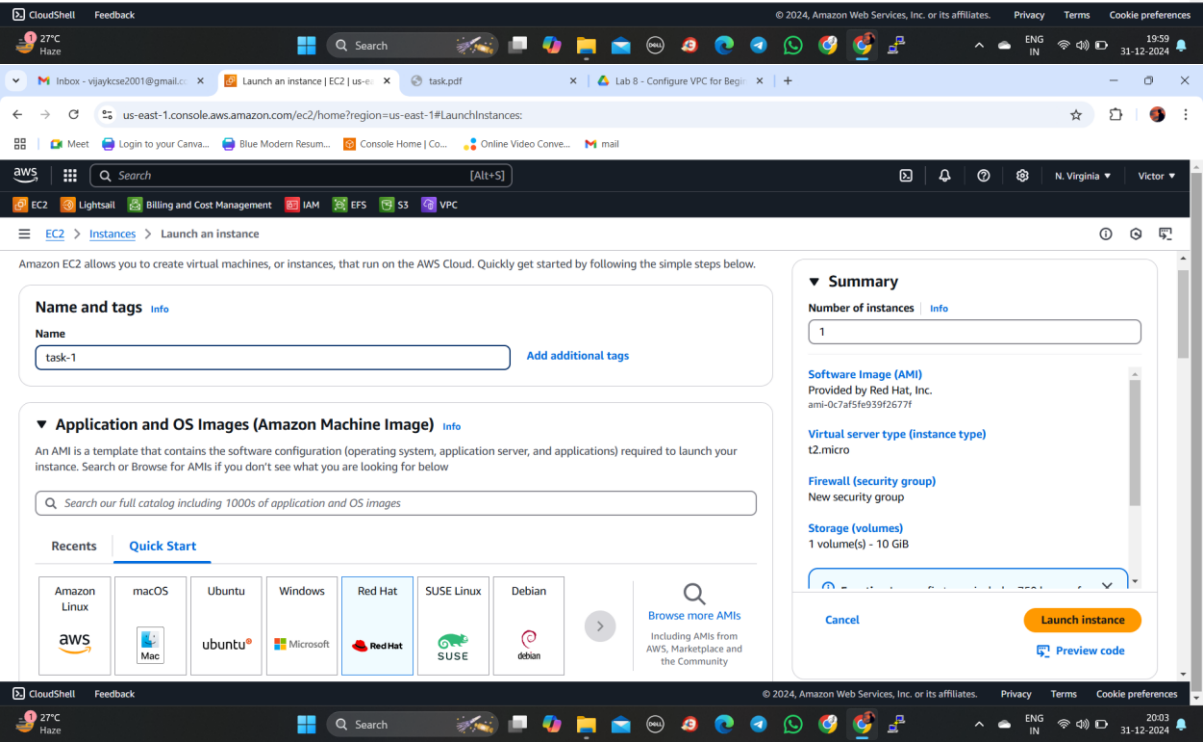 CloudShell Feedback © 2024, Amazon Web Services, Inc. or its affiliates. Privacy Terms Cookie preferences
1 27°C Haze Search DELL ENG IN 19:59 31-12-2024
Inbox - vijaykcse2001@gmail.cc Launch an instance | EC2 | us-ea task.pdf Lab 8 - Configure VPC for Begin
us-east-1.console.aws.amazon.com/ec2/home?region=us-east-1#LaunchInstances:
Meet Login to your Canva... Blue Modern Resum... Console Home | Co... Online Video Conve... mail
aws Search [Alt+S] N. Virginia Victor
EC2 Lightsail Billing and Cost Management IAM EFS S3 VPC
EC2 > Instances > Launch an instance
Amazon EC2 allows you to create virtual machines, or instances, that run on the AWS Cloud. Quickly get started by following the simple steps below.
Name and tags Info
Name
task-1 Add additional tags
Application and OS Images (Amazon Machine Image) Info
An AMI is a template that contains the software configuration (operating system, application server, and applications) required to launch your
instance. Search or Browse for AMIs if you don't see what you are looking for below
Search our full catalog including 1000s of application and OS images
Recents Quick Start
Amazon Linux
aws
macOS
Mac
Ubuntu
ubuntu
Windows
Microsoft
Red Hat
Red Hat
SUSE Linux
SUSE
Debian
debian
Browse more AMIs
Including AMIs from
AWS, Marketplace and
the Community
Summary
Number of instances Info
1
Software Image (AMI)
Provided by Red Hat, Inc.
ami-0c7af5fe939f2677f
Virtual server type (instance type)
t2.micro
Firewall (security group)
New security group
Storage (volumes)
1 volume(s) - 10 GiB
Cancel Launch instance
Preview code
CloudShell Feedback © 2024, Amazon Web Services, Inc. or its affiliates. Privacy Terms Cookie preferences
1 27°C Haze Search DELL ENG IN 20:03 31-12-2024